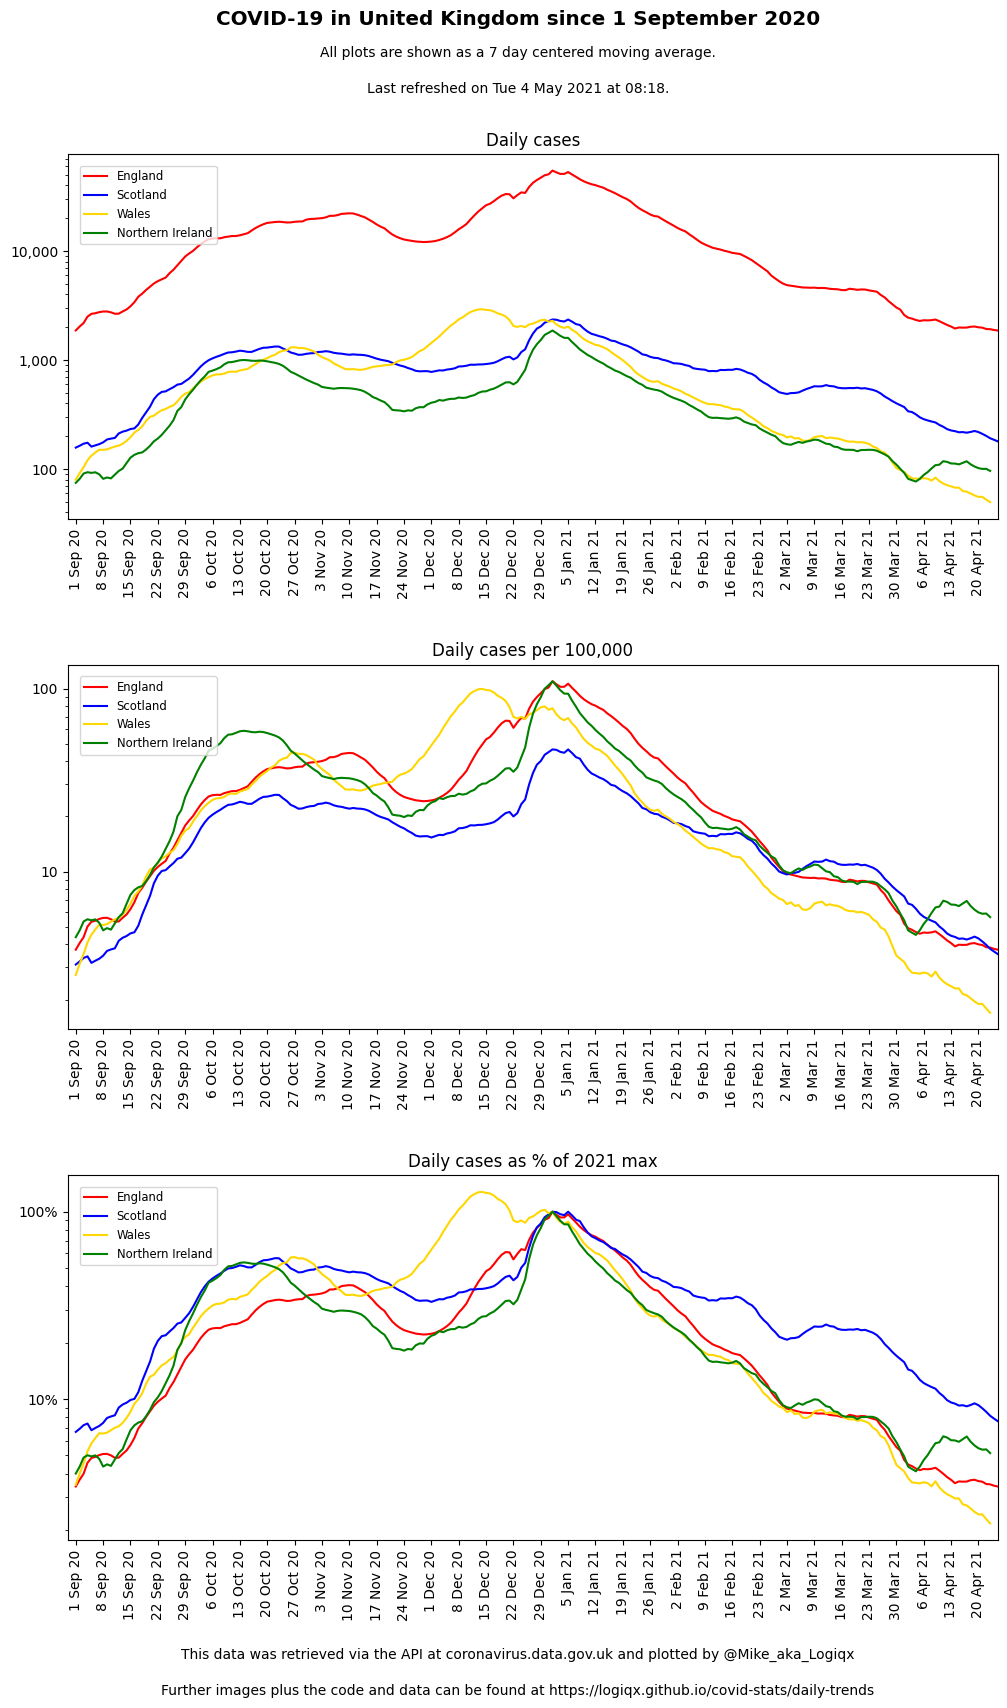 COVID-19 in United Kingdom since 1 September 2020
All plots are shown as a 7 day centered moving average.
Last refreshed on Tue 4 May 2021 at 08:18.
Daily cases
England
Scotland
Wales
Northern Ireland
10,000
1,000
100
1 Sep 20
8 Sep 20
15 Sep 20
22 Sep 20
29 Sep 20
6 Oct 20
13 Oct 20
20 Oct 20
27 Oct 20
3 Nov 20
10 Nov 20
17 Nov 20
24 Nov 20
1 Dec 20
8 Dec 20
15 Dec 20
22 Dec 20
29 Dec 20
5 Jan 21
12 Jan 21
19 Jan 21
26 Jan 21
2 Feb 21
9 Feb 21
16 Feb 21
23 Feb 21
2 Mar 21
9 Mar 21
16 Mar 21
23 Mar 21
30 Mar 21
6 Apr 21
13 Apr 21
20 Apr 21
Daily cases per 100,000
England
Scotland
Wales
Northern Ireland
100
10
1 Sep 20
8 Sep 20
15 Sep 20
22 Sep 20
29 Sep 20
6 Oct 20
13 Oct 20
20 Oct 20
27 Oct 20
3 Nov 20
10 Nov 20
17 Nov 20
24 Nov 20
1 Dec 20
8 Dec 20
15 Dec 20
22 Dec 20
29 Dec 20
5 Jan 21
12 Jan 21
19 Jan 21
26 Jan 21
2 Feb 21
9 Feb 21
16 Feb 21
23 Feb 21
2 Mar 21
9 Mar 21
16 Mar 21
23 Mar 21
30 Mar 21
6 Apr 21
13 Apr 21
20 Apr 21
Daily cases as % of 2021 max
England
Scotland
Wales
Northern Ireland
100%
10%
1 Sep 20
8 Sep 20
15 Sep 20
22 Sep 20
29 Sep 20
6 Oct 20
13 Oct 20
20 Oct 20
27 Oct 20
3 Nov 20
10 Nov 20
17 Nov 20
24 Nov 20
1 Dec 20
8 Dec 20
15 Dec 20
22 Dec 20
29 Dec 20
5 Jan 21
12 Jan 21
19 Jan 21
26 Jan 21
2 Feb 21
9 Feb 21
16 Feb 21
23 Feb 21
2 Mar 21
9 Mar 21
16 Mar 21
23 Mar 21
30 Mar 21
6 Apr 21
13 Apr 21
20 Apr 21
This data was retrieved via the API at coronavirus.data.gov.uk and plotted by @Mike_aka_Logiqx
Further images plus the code and data can be found at https://logiqx.github.io/covid-stats/daily-trends